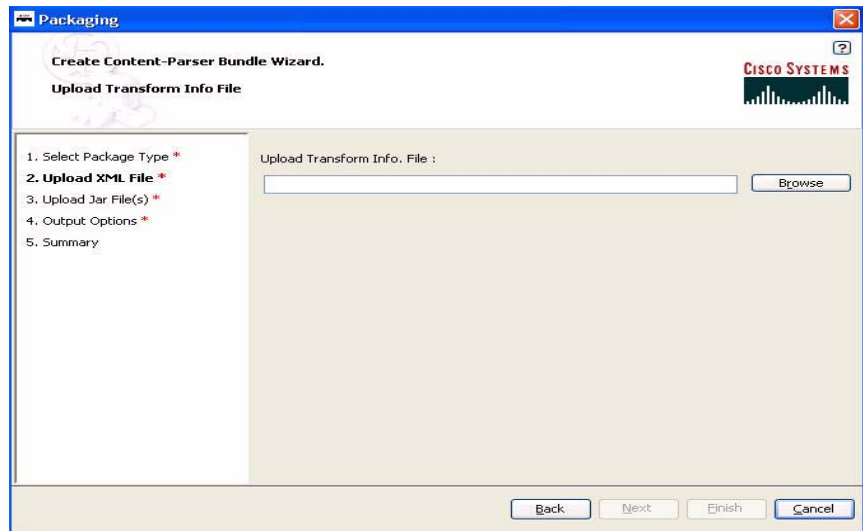 Packaging
Create Content-Parser Bundle Wizard.
Upload Transform Info File
?
CISCO SYSTEMS
1. Select Package Type *
2. Upload XML File *
3. Upload Jar File(s) *
4. Output Options *
5. Summary
Upload Transform Info. File :
Browse
Back
Next
Finish
Cancel